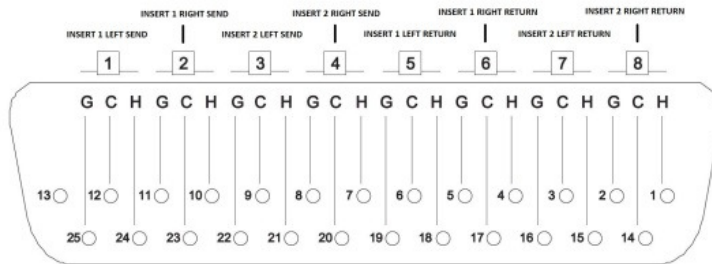 INSERT 1 RIGHT SEND INSERT 2 RIGHT SEND INSERT 1 RIGHT RETURN INSERT 2 RIGHT RETURN
INSERT 1 LEFT SEND INSERT 2 LEFT SEND INSERT 1 LEFT RETURN INSERT 2 LEFT RETURN
1 2 3 4 5 6 7 8
G C H G C H G C H G C H G C H G C H G C H G C H
13 12 11 10 9 8 7 6 5 4 3 2 1
25 24 23 22 21 20 19 18 17 16 15 14